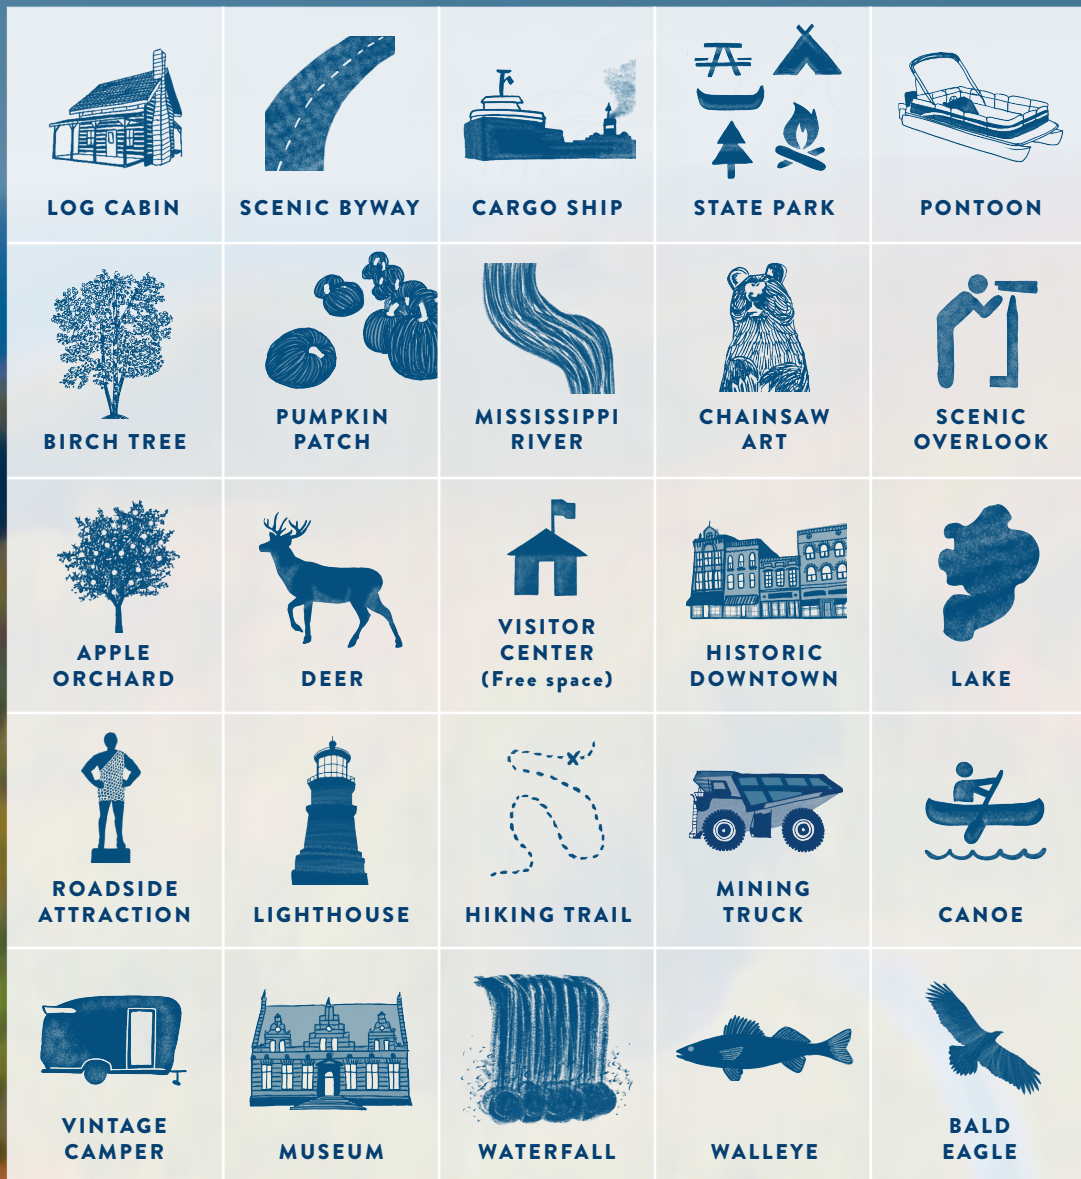 LOG CABIN
SCENIC BYWAY
CARGO SHIP
STATE PARK
PONTOON
BIRCH TREE
PUMPKIN
PATCH
MISSISSIPPI
RIVER
CHAINSAW
ART
SCENIC
OVERLOOK
APPLE
ORCHARD
DEER
VISITOR
CENTER
(Free space)
HISTORIC
DOWNTOWN
LAKE
ROADSIDE
ATTRACTION
LIGHTHOUSE
HIKING TRAIL
MINING
TRUCK
CANOE
VINTAGE
CAMPER
MUSEUM
WATERFALL
WALLEYE
BALD
EAGLE